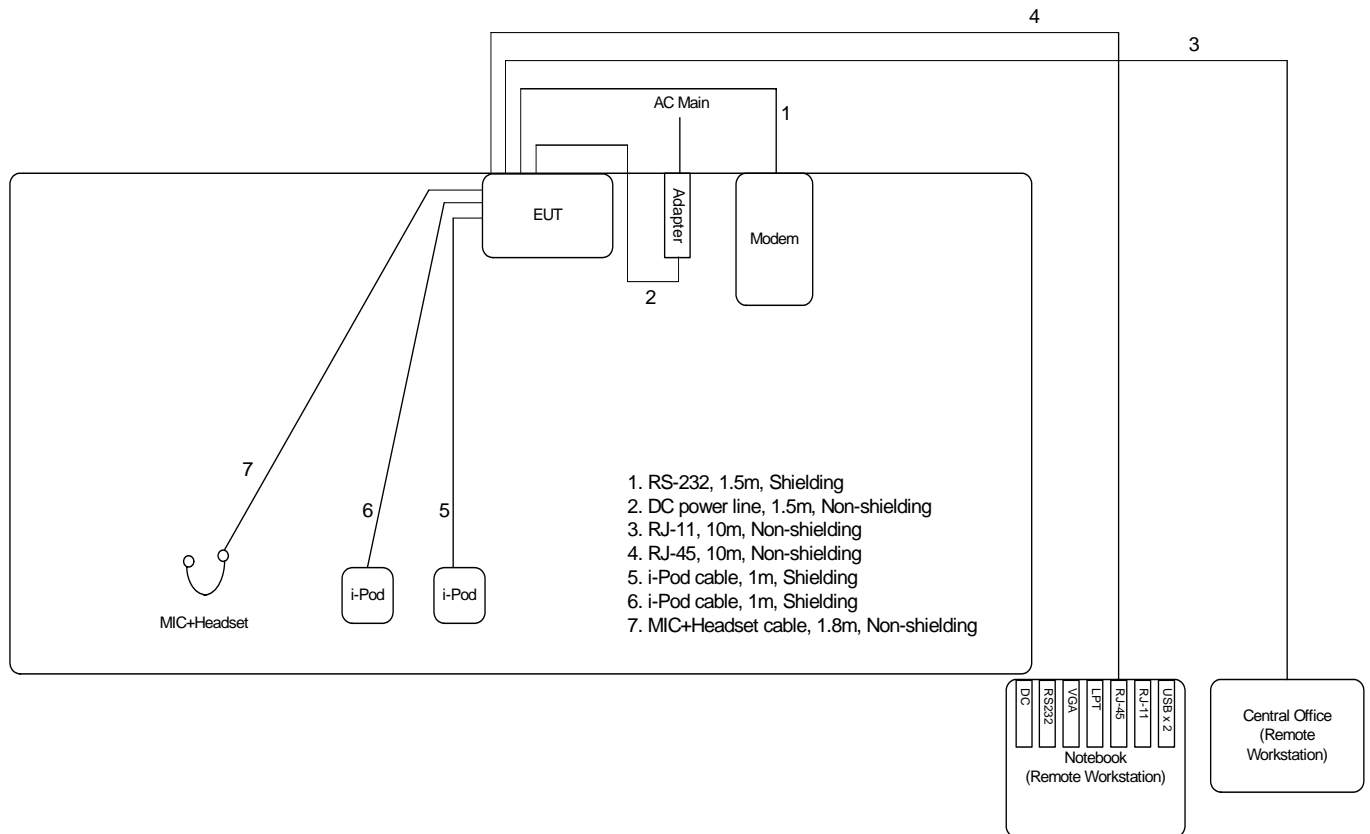 4
3
AC Main
1
EUT
Adapter
Modem
2
7
6
5
1. RS-232, 1.5m, Shielding
2. DC power line, 1.5m, Non-shielding
3. RJ-11, 10m, Non-shielding
4. RJ-45, 10m, Non-shielding
5. i-Pod cable, 1m, Shielding
6. i-Pod cable, 1m, Shielding
7. MIC+Headset cable, 1.8m, Non-shielding
i-Pod
i-Pod
MIC+Headset
DC
RS232
VGA
LPT
RJ-45
RJ-11
USB x 2
Notebook
(Remote Workstation)
Central Office
(Remote
Workstation)